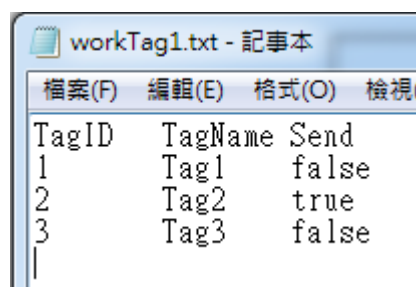 workTag1.txt - 記事本
檔案(F) 編輯(E) 格式(O) 檢視
TagID TagName Send
1 Tag1 false
2 Tag2 true
3 Tag3 false